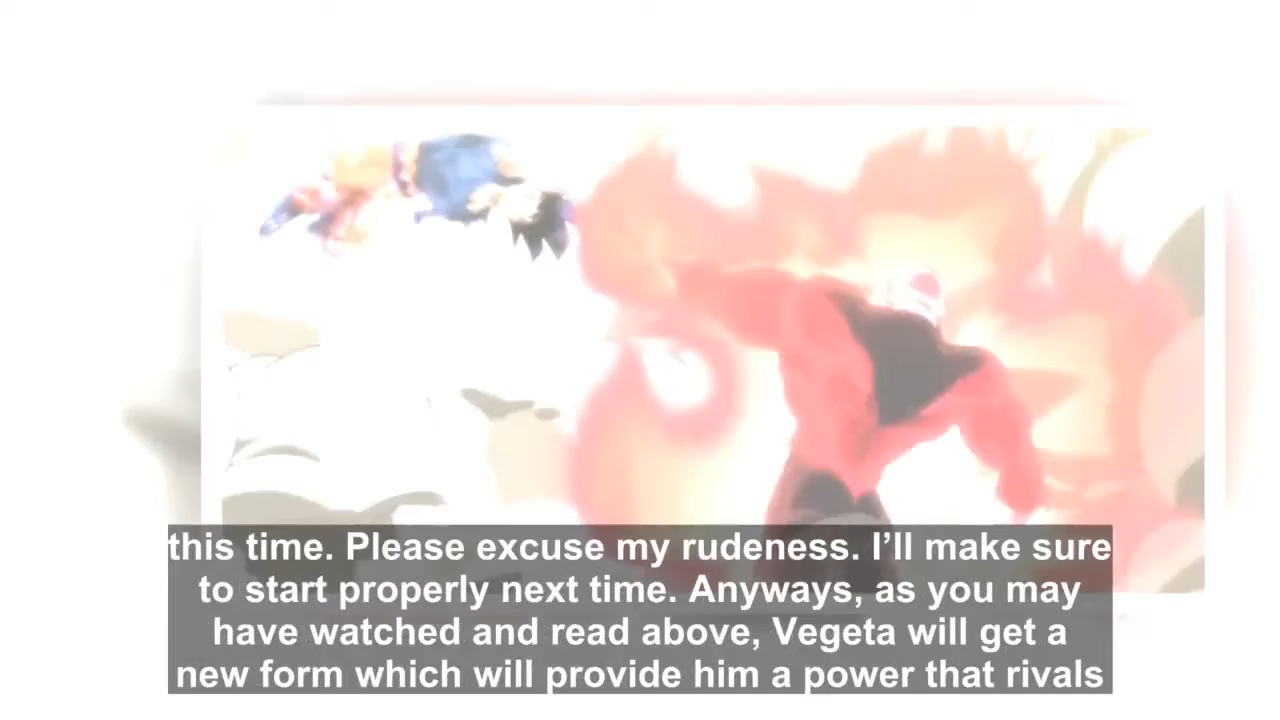 this time. Please excuse my rudeness. I’ll make sure
to start properly next time. Anyways, as you may
have watched and read above, Vegeta will get a
new form which will provide him a power that rivals